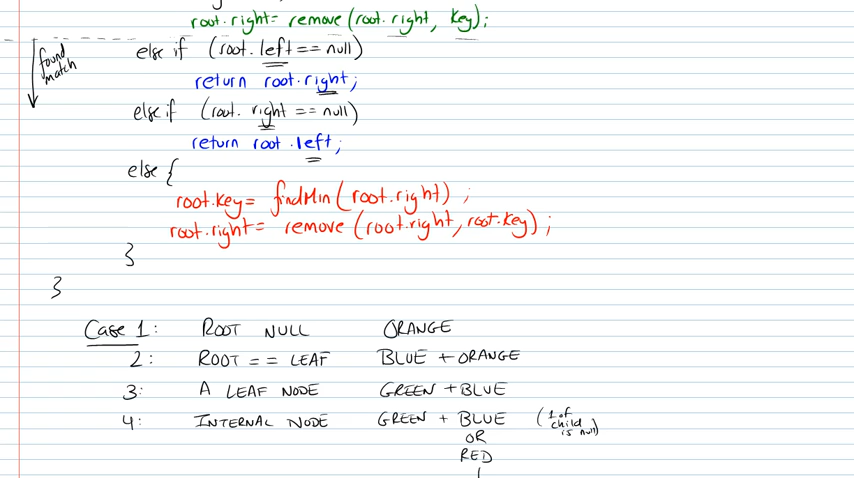 root.right= remove (root.right, key);
found match
else if (root.left == null)
return root.right;
else if (root. right == null)
return root.left;
else {
root.key= findMin(root.right) ;
root.right= remove (root.right, root.key) ;
}
}
Case 1: ROOT NULL ORANGE
2: ROOT == LEAF BLUE + ORANGE
3: A LEAF NODE GREEN + BLUE
4: INTERNAL NODE GREEN + BLUE (1 of child is null)
OR
RED